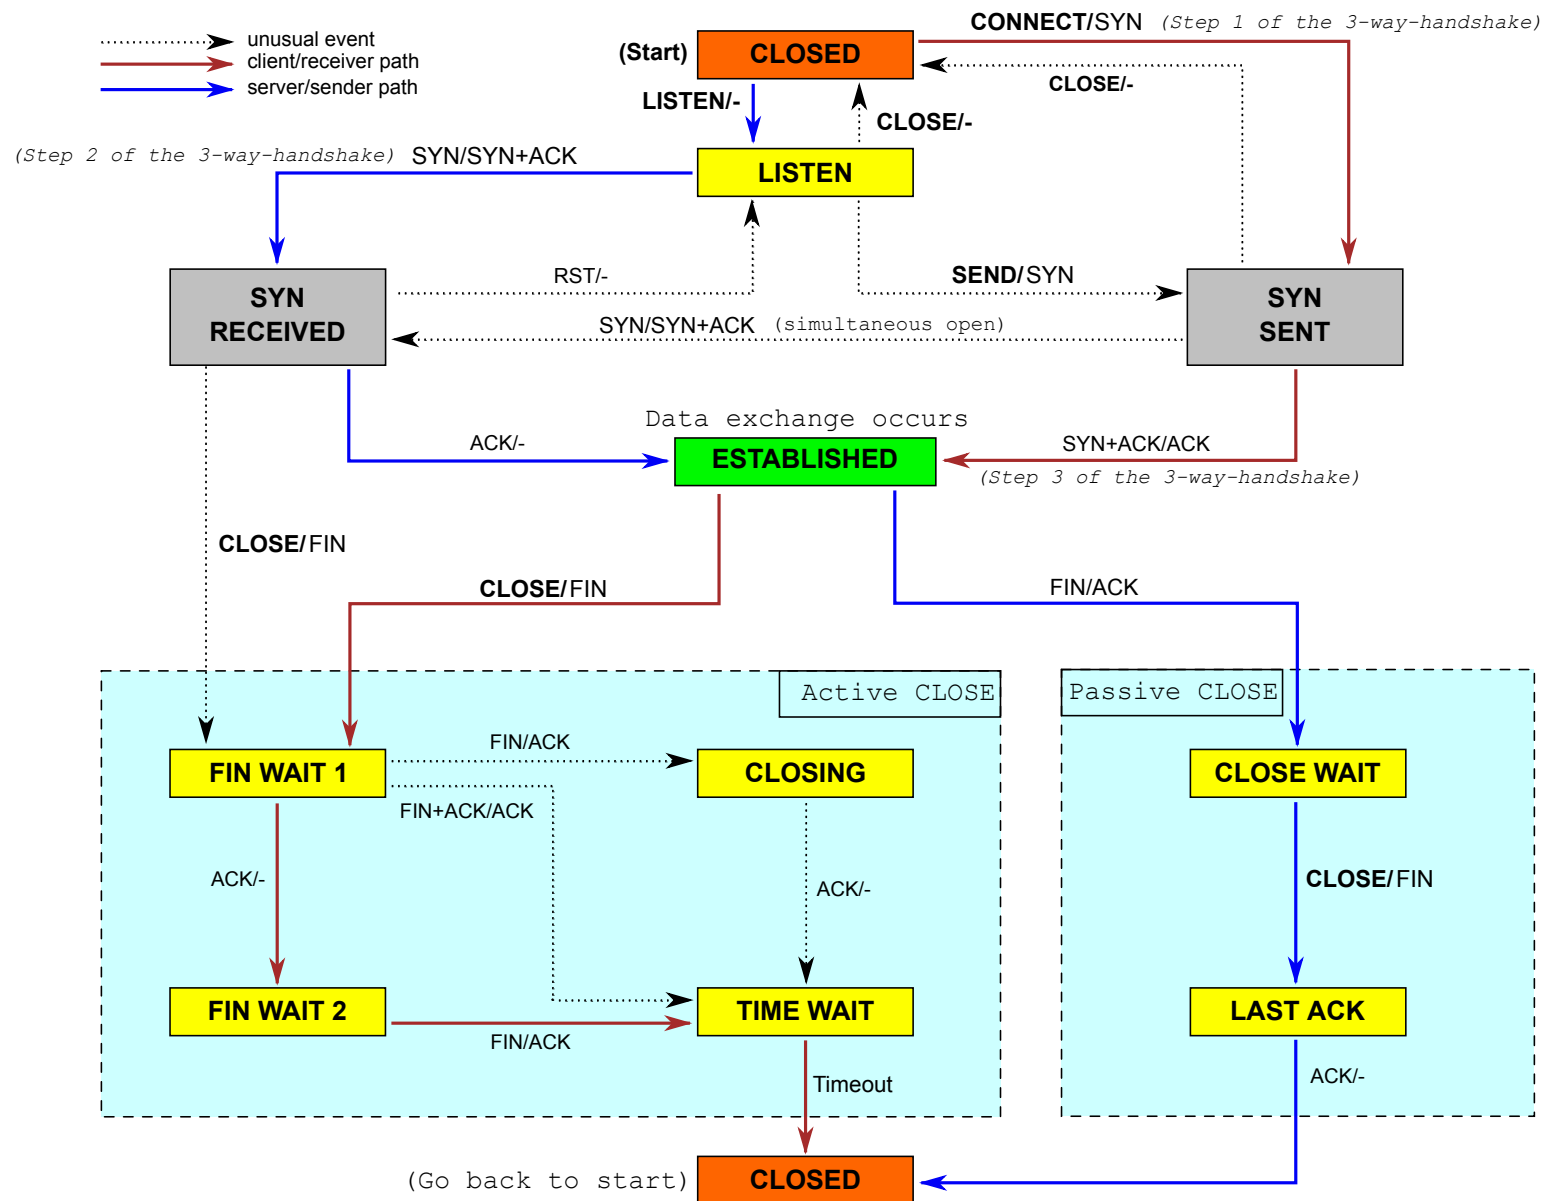 CONNECT/SYN (Step 1 of the 3-way-handshake)
unusual event
client/receiver path
server/sender path
(Start)
CLOSED
CLOSE/-
LISTEN/-
CLOSE/-
(Step 2 of the 3-way-handshake) SYN/SYN+ACK
LISTEN
RST/-
SEND/SYN
SYN
RECEIVED
SYN
SENT
SYN/SYN+ACK (simultaneous open)
Data exchange occurs
ACK/-
ESTABLISHED
SYN+ACK/ACK
(Step 3 of the 3-way-handshake)
CLOSE/FIN
CLOSE/FIN
FIN/ACK
Active CLOSE
Passive CLOSE
FIN/ACK
FIN WAIT 1
CLOSING
CLOSE WAIT
FIN+ACK/ACK
ACK/-
ACK/-
CLOSE/FIN
FIN WAIT 2
TIME WAIT
LAST ACK
FIN/ACK
Timeout
ACK/-
(Go back to start)
CLOSED